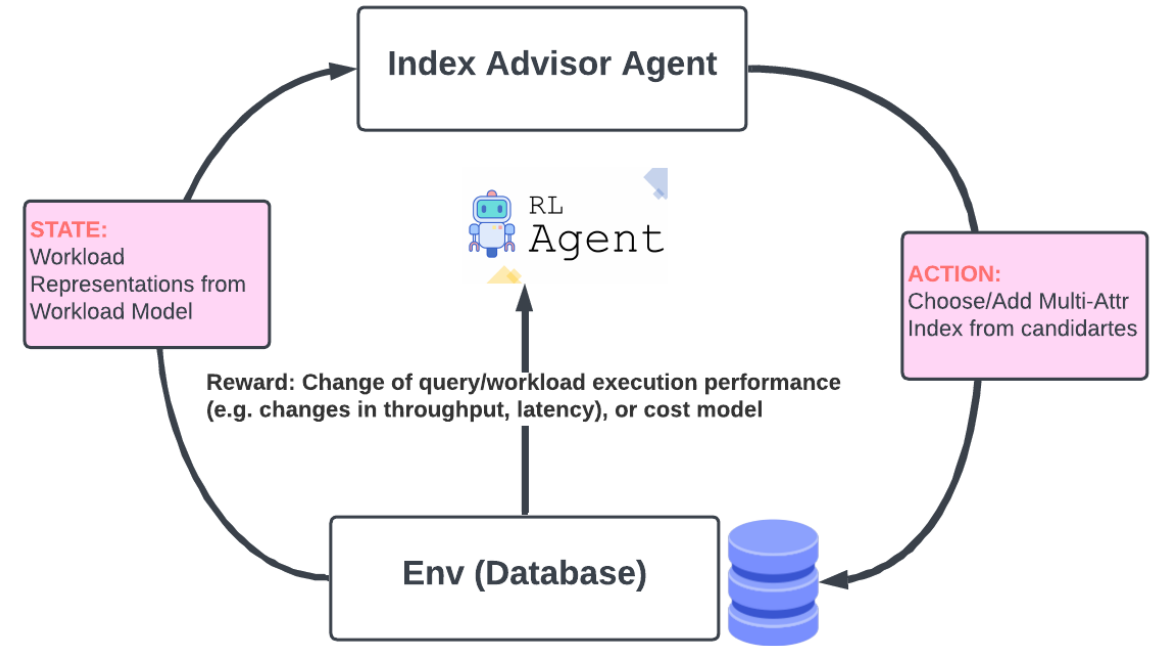 Index Advisor Agent
RL
Agent
STATE:
Workload
Representations from
Workload Model
ACTION:
Choose/Add Multi-Attr
Index from candidartes
Reward: Change of query/workload execution performance
(e.g. changes in throughput, latency), or cost model
Env (Database)